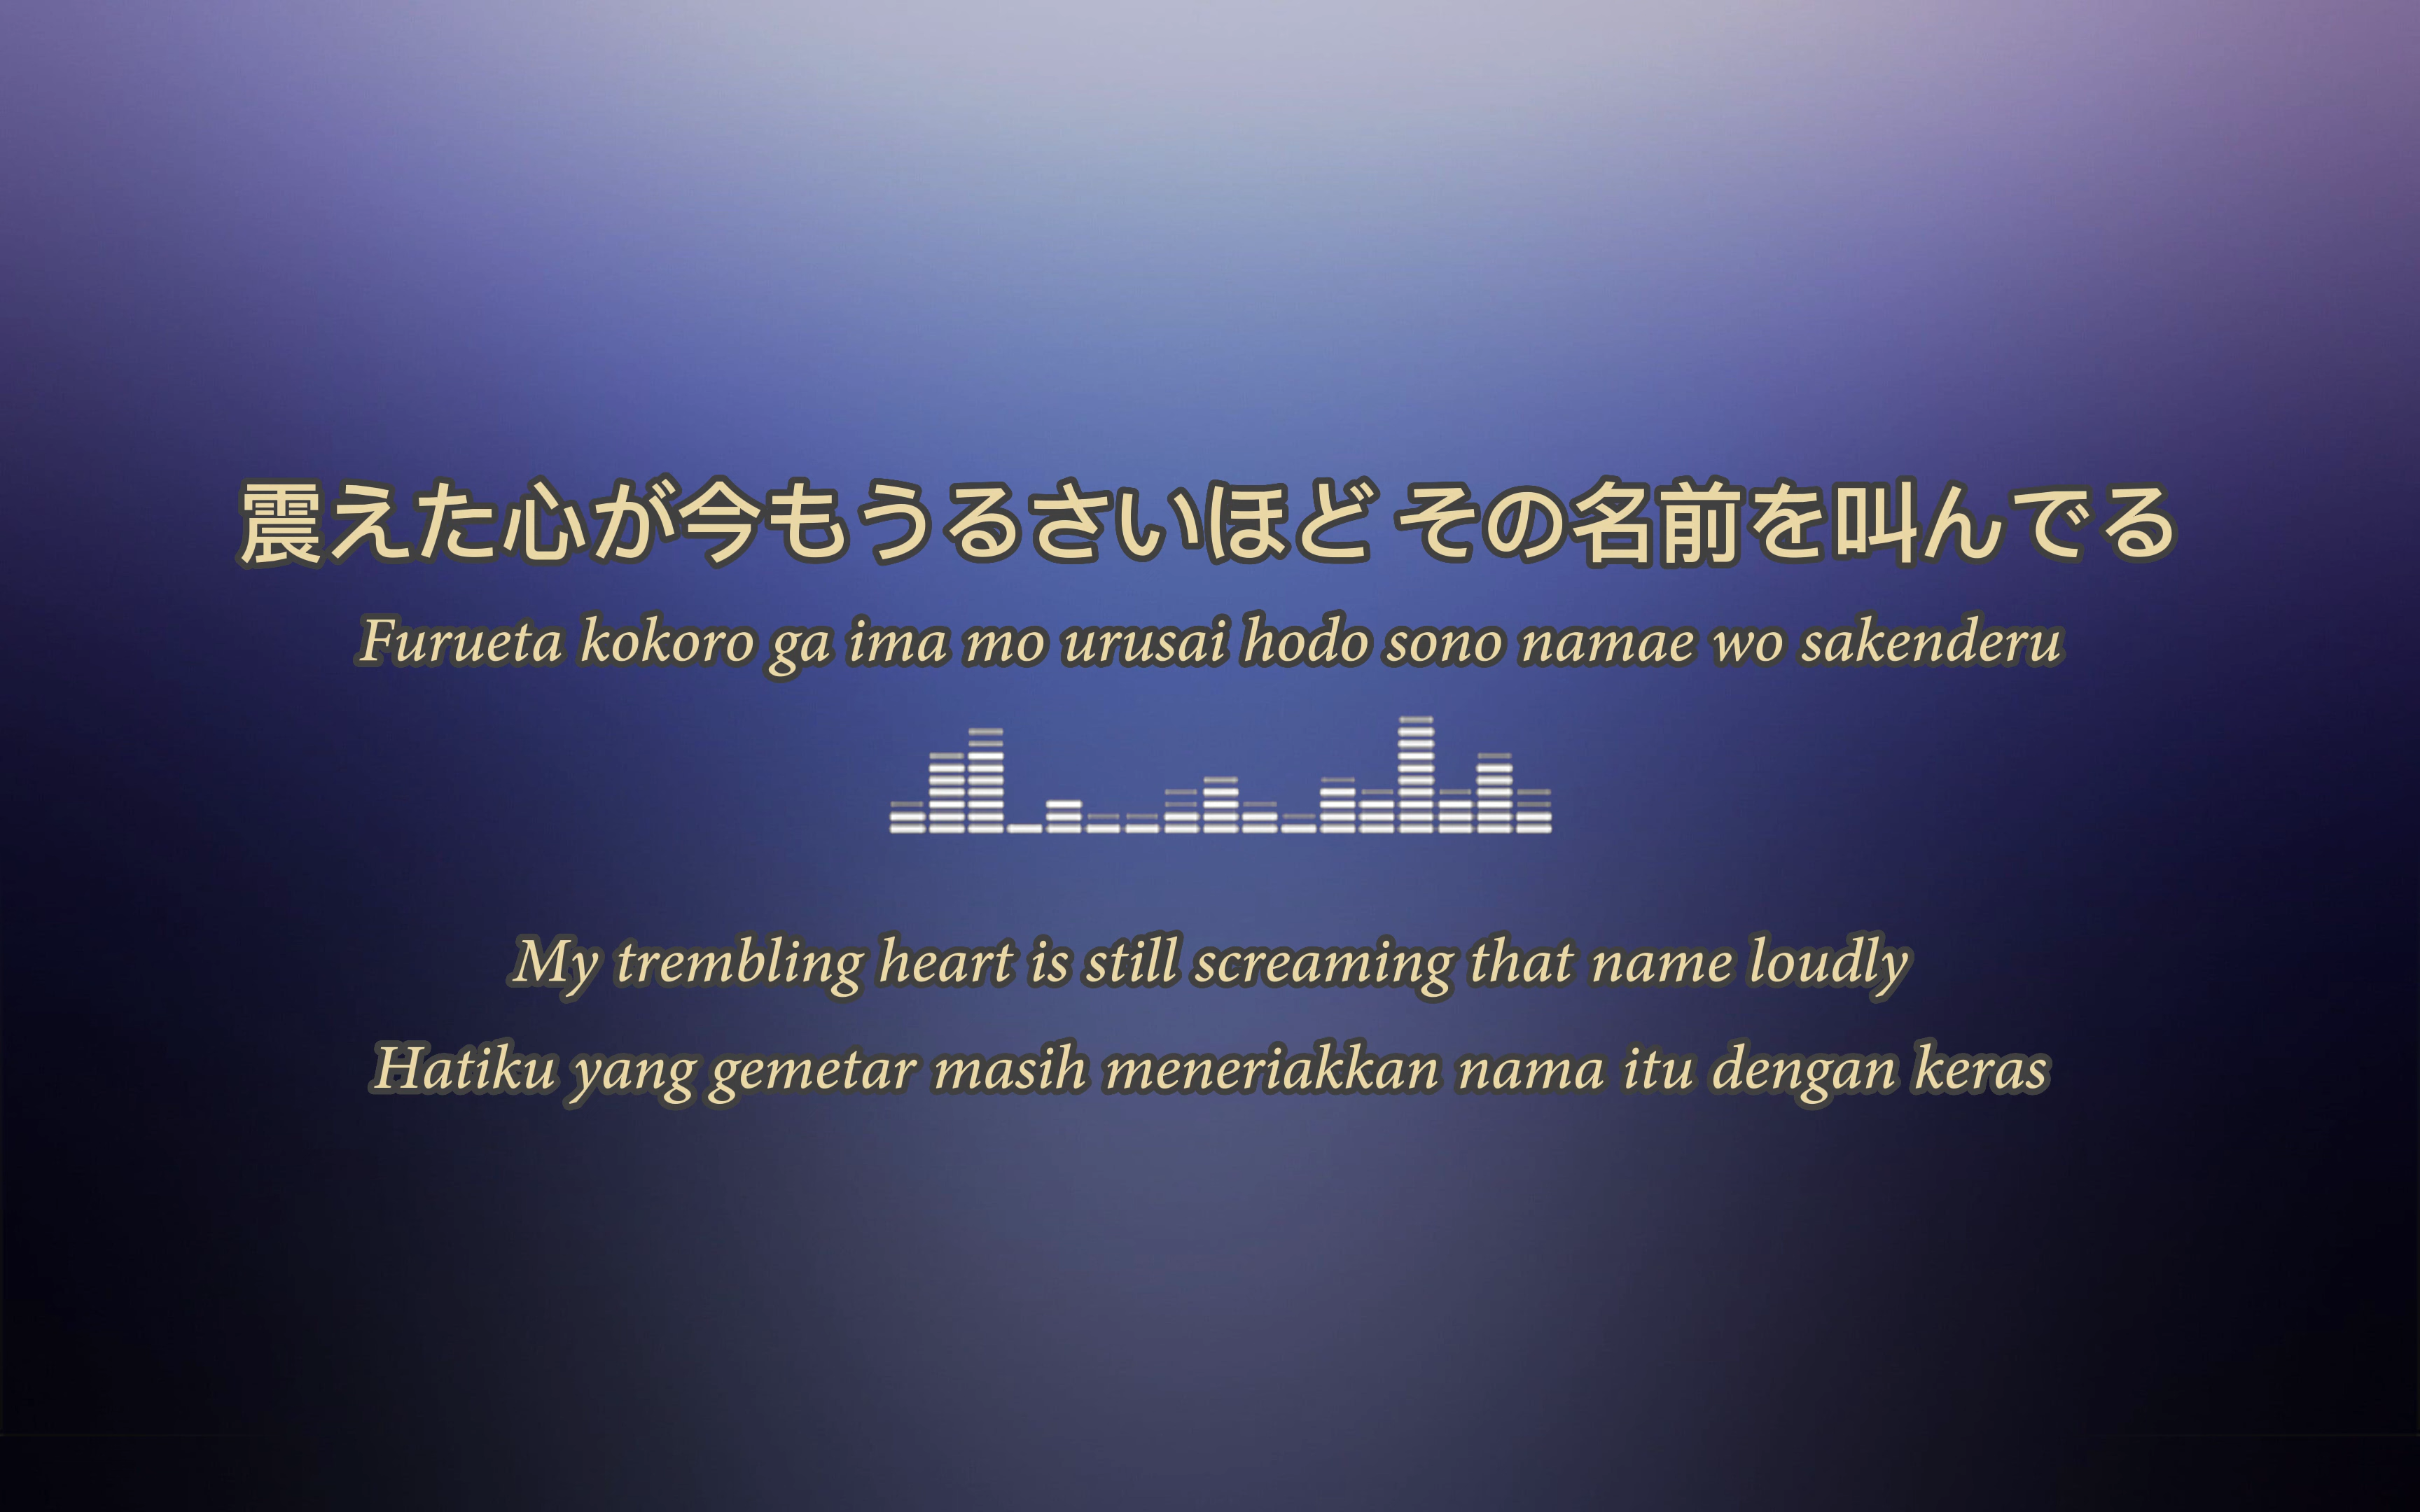 震えた心が今もうるさいほど その名前を叫んでる
Furueta kokoro ga ima mo urusai hodo sono namae wo sakenderu
My trembling heart is still screaming that name loudly
Hatiku yang gemetar masih meneriakkan nama itu dengan keras